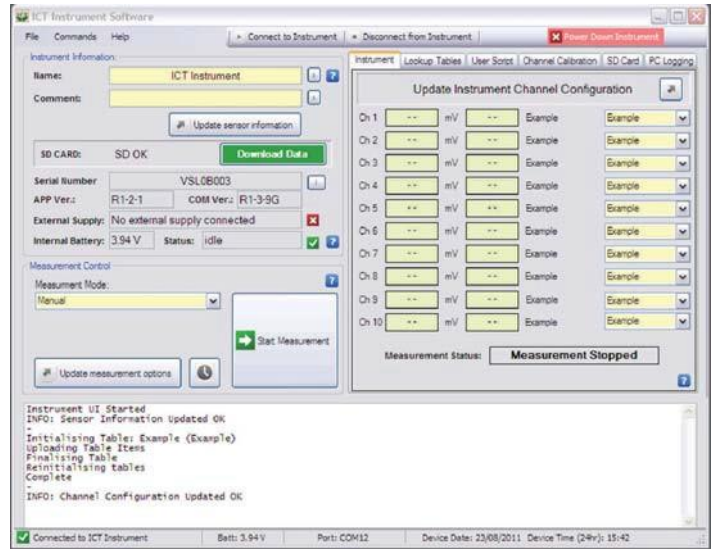 ICT Instrument Software
File Commands Help Connect to Instrument Disconnect from Instrument Power Down Instrument
Instrument Information:
Name: ICT Instrument
Comment:
Update sensor information
SD CARD: SD OK Download Data
Serial Number VSL0B003
APP Ver.: R1-2-1 COM Ver.: R1-3-9G
External Supply: No external supply connected
Internal Battery: 3.94 V Status: idle
Measurement Control
Measurment Mode:
Manual
Start Measurement
Update measurement options
Instrument Lookup Tables User Script Channel Calibration SD Card PC Logging
Update Instrument Channel Configuration
Ch 1 -- mV -- Example Example
Ch 2 -- mV -- Example Example
Ch 3 -- mV -- Example Example
Ch 4 -- mV -- Example Example
Ch 5 -- mV -- Example Example
Ch 6 -- mV -- Example Example
Ch 7 -- mV -- Example Example
Ch 8 -- mV -- Example Example
Ch 9 -- mV -- Example Example
Ch 10 -- mV -- Example Example
Measurement Status: Measurement Stopped
Instrument UI Started
INFO: Sensor Information Updated OK
-
Initialising Table: Example (Example)
Uploading Table Items
Finalising Table
Reinitialising tables
Complete
-
INFO: Channel Configuration Updated OK
Connected to ICT Instrument Batt: 3.94 V Port: COM12 Device Date: 23/08/2011 Device Time (24hr): 15:42